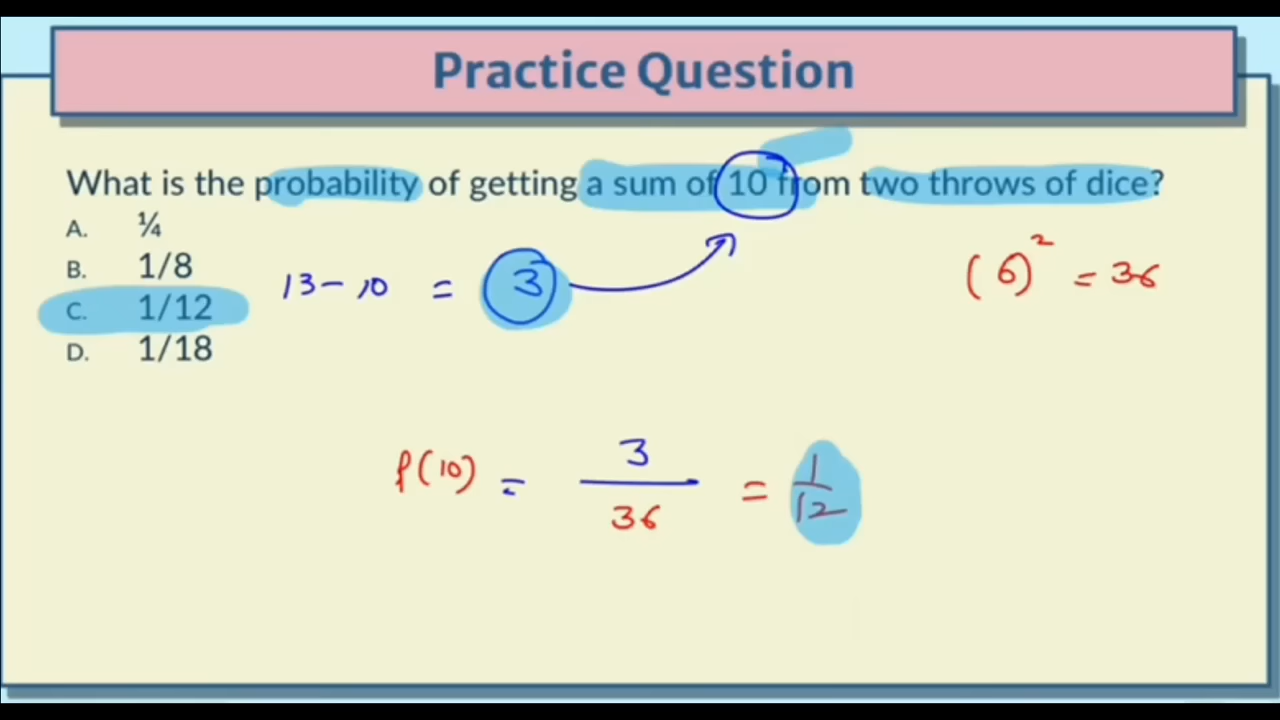 Practice Question
What is the probability of getting a sum of 10 from two throws of dice?
A. ¼
B. 1/8
C. 1/12
D. 1/18
13 - 10 = 3
(6)² = 36
P(10) = 3/36 = 1/12